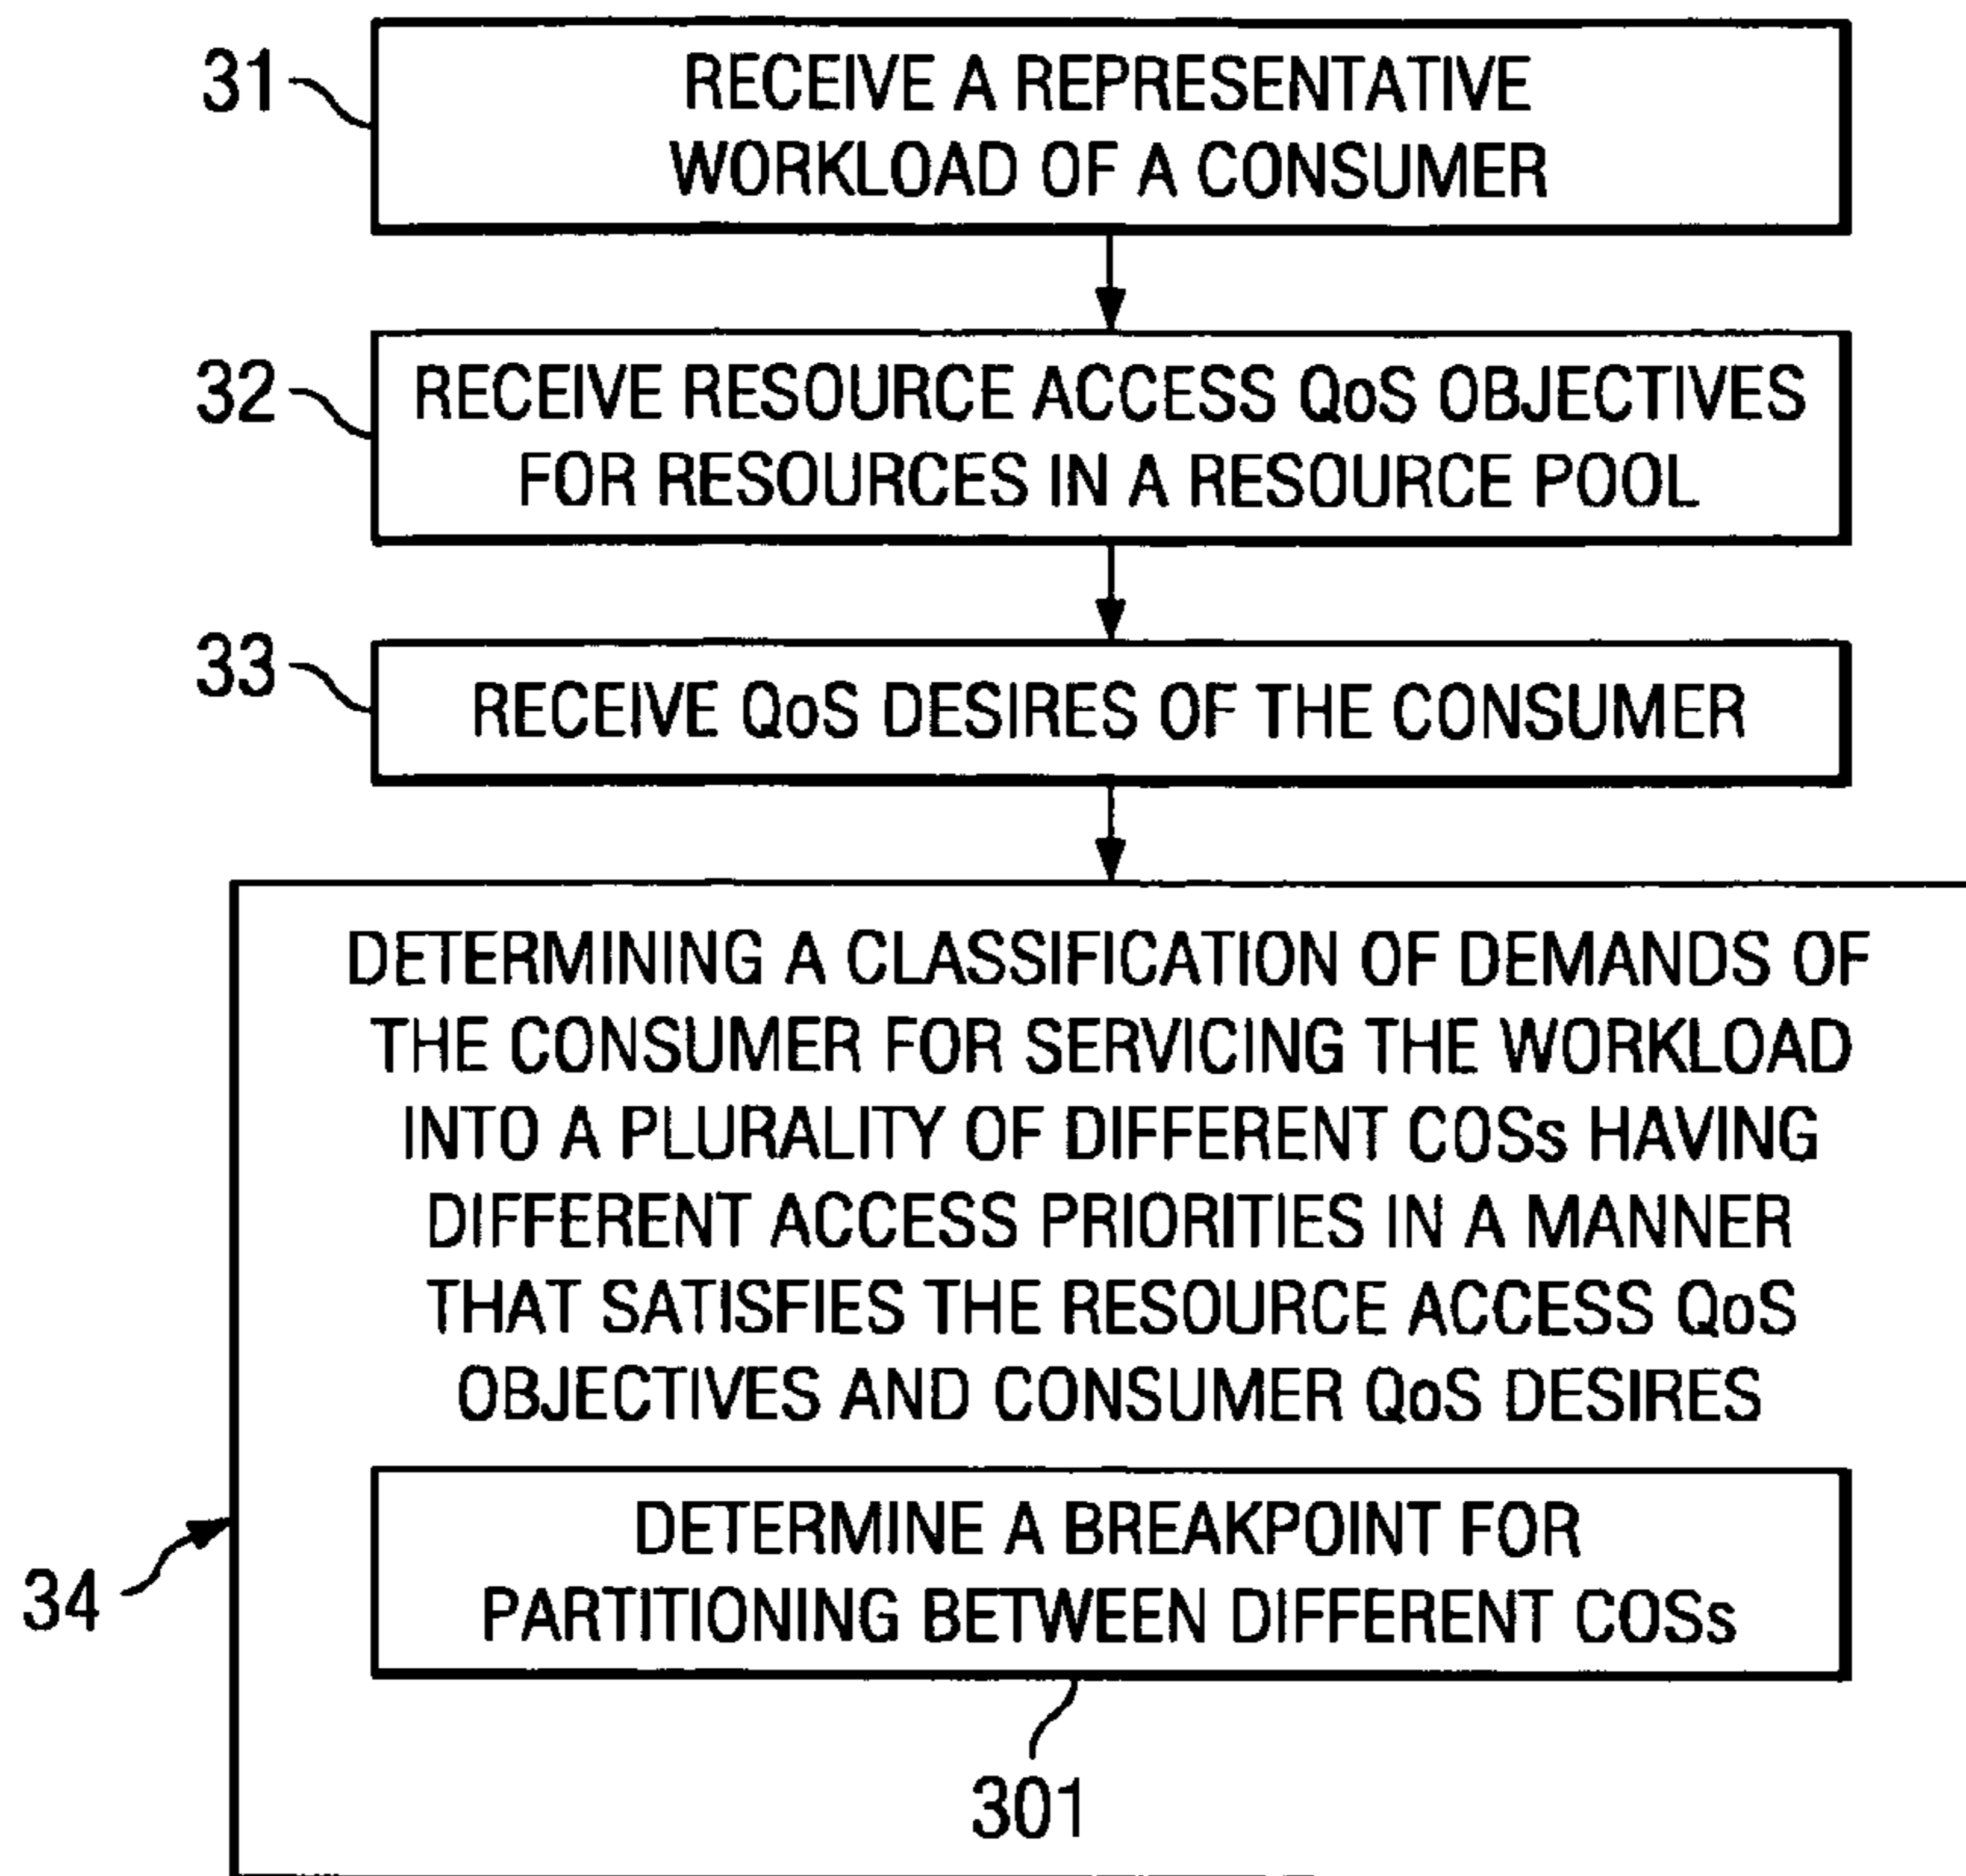 31
RECEIVE A REPRESENTATIVE
WORKLOAD OF A CONSUMER
32
RECEIVE RESOURCE ACCESS QoS OBJECTIVES
FOR RESOURCES IN A RESOURCE POOL
33
RECEIVE QoS DESIRES OF THE CONSUMER
DETERMINING A CLASSIFICATION OF DEMANDS OF
THE CONSUMER FOR SERVICING THE WORKLOAD
INTO A PLURALITY OF DIFFERENT COSs HAVING
DIFFERENT ACCESS PRIORITIES IN A MANNER
THAT SATISFIES THE RESOURCE ACCESS QoS
OBJECTIVES AND CONSUMER QoS DESIRES
34
DETERMINE A BREAKPOINT FOR
PARTITIONING BETWEEN DIFFERENT COSs
301